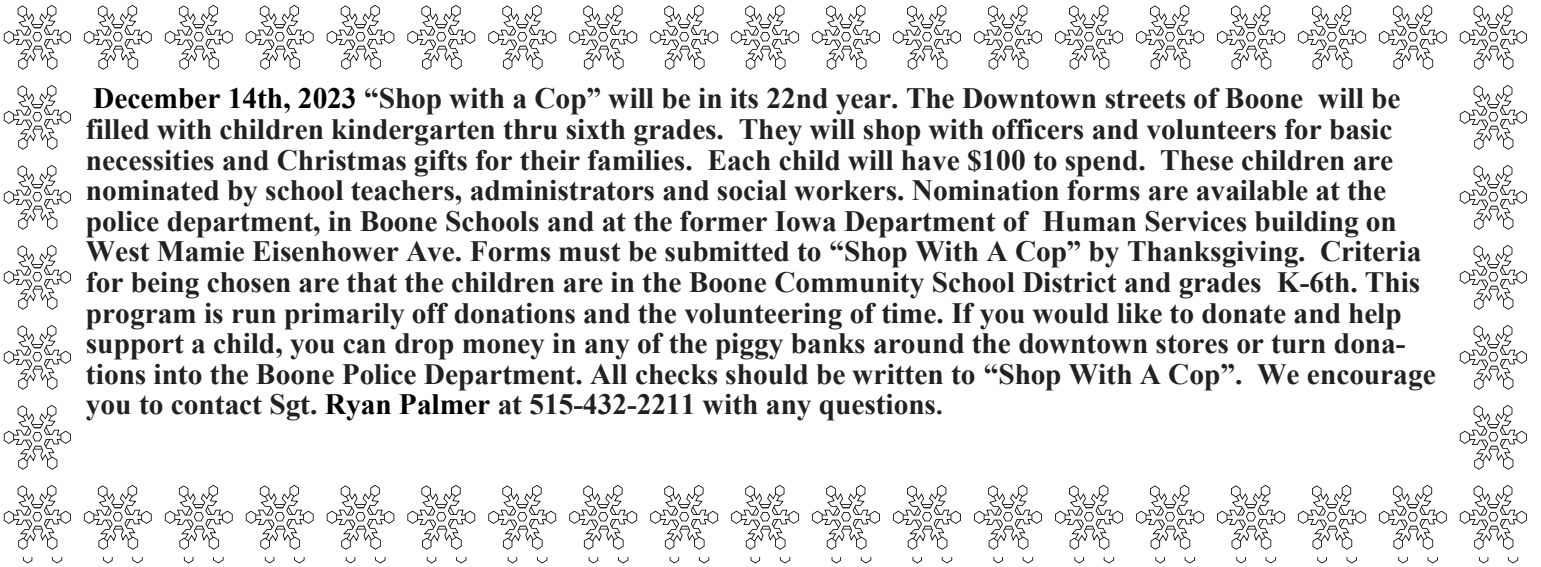 December 14th, 2023 “Shop with a Cop” will be in its 22nd year. The Downtown streets of Boone  will be
filled with children kindergarten thru sixth grades.  They will shop with officers and volunteers for basic
necessities and Christmas gifts for their families.  Each child will have $100 to spend.  These children are
nominated by school teachers, administrators and social workers. Nomination forms are available at the
police department, in Boone Schools and at the former Iowa Department of  Human Services building on
West Mamie Eisenhower Ave. Forms must be submitted to “Shop With A Cop” by Thanksgiving.  Criteria
for being chosen are that the children are in the Boone Community School District and grades  K-6th. This
program is run primarily off donations and the volunteering of time. If you would like to donate and help
support a child, you can drop money in any of the piggy banks around the downtown stores or turn dona-
tions into the Boone Police Department. All checks should be written to “Shop With A Cop”.  We encourage
you to contact Sgt. Ryan Palmer at 515-432-2211 with any questions.